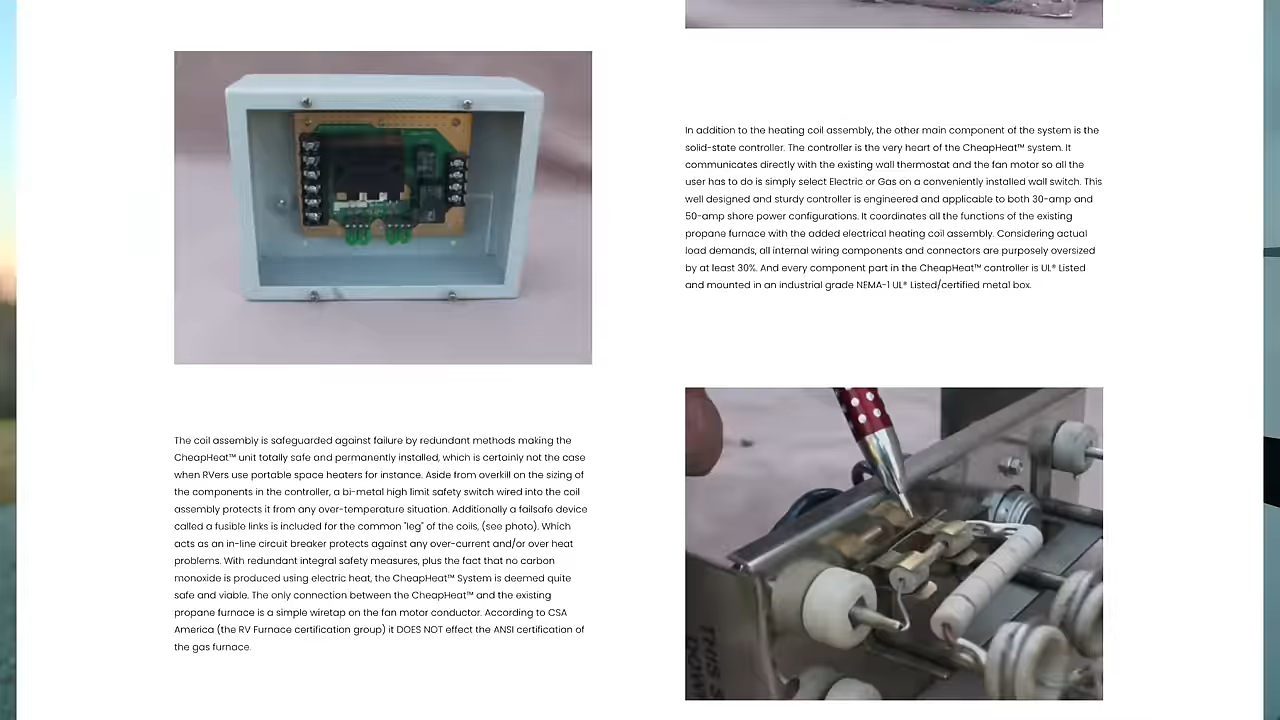 In addition to the heating coil assembly, the other main component of the system is the
solid-state controller. The controller is the very heart of the CheapHeat™ system. It
communicates directly with the existing wall thermostat and the fan motor so all the
user has to do is simply select Electric or Gas on a conveniently installed wall switch. This
well designed and sturdy controller is engineered and applicable to both 30-amp and
50-amp shore power configurations. It coordinates all the functions of the existing
propane furnace with the added electrical heating coil assembly. Considering actual
load demands, all internal wiring components and connectors are purposely oversized
by at least 30%. And every component part in the CheapHeat™ controller is UL® Listed
and mounted in an industrial grade NEMA-1 UL® Listed/certified metal box.
The coil assembly is safeguarded against failure by redundant methods making the
CheapHeat™ unit totally safe and permanently installed, which is certainly not the case
when RVers use portable space heaters for instance. Aside from overkill on the sizing of
the components in the controller, a bi-metal high limit safety switch wired into the coil
assembly protects it from any over-temperature situation. Additionally a failsafe device
called a fusible links is included for the common "leg" of the coils, (see photo). Which
acts as an in-line circuit breaker protects against any over-current and/or over heat
problems. With redundant integral safety measures, plus the fact that no carbon
monoxide is produced using electric heat, the CheapHeat™ System is deemed quite
safe and viable. The only connection between the CheapHeat™ and the existing
propane furnace is a simple wiretap on the fan motor conductor. According to CSA
America (the RV Furnace certification group) it DOES NOT effect the ANSI certification of
the gas furnace.